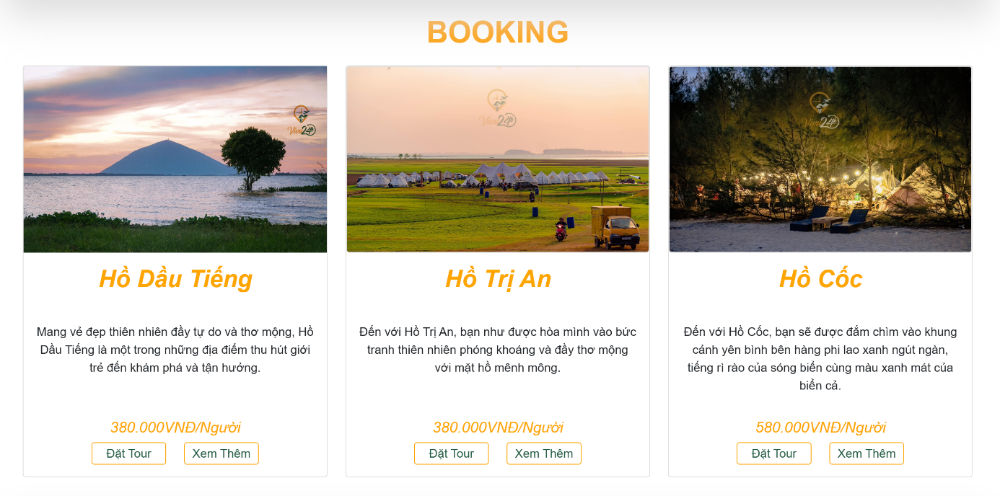 BOOKING
Vivu24h
Vivu24h
Vivu24h
Hồ Dầu Tiếng
Mang vẻ đẹp thiên nhiên đầy tự do và thơ mộng, Hồ
Dầu Tiếng là một trong những địa điểm thu hút giới
trẻ đến khám phá và tận hưởng.
380.000VNĐ/Người
Đặt Tour
Xem Thêm
Hồ Trị An
Đến với Hồ Trị An, bạn như được hòa mình vào bức
tranh thiên nhiên phóng khoáng và đầy thơ mộng
với mặt hồ mênh mông.
380.000VNĐ/Người
Đặt Tour
Xem Thêm
Hồ Cốc
Đến với Hồ Cốc, bạn sẽ được đắm chìm vào khung
cảnh yên bình bên hàng phi lao xanh ngút ngàn,
tiếng rì rào của sóng biển cùng màu xanh mát của
biển cả.
580.000VNĐ/Người
Đặt Tour
Xem Thêm